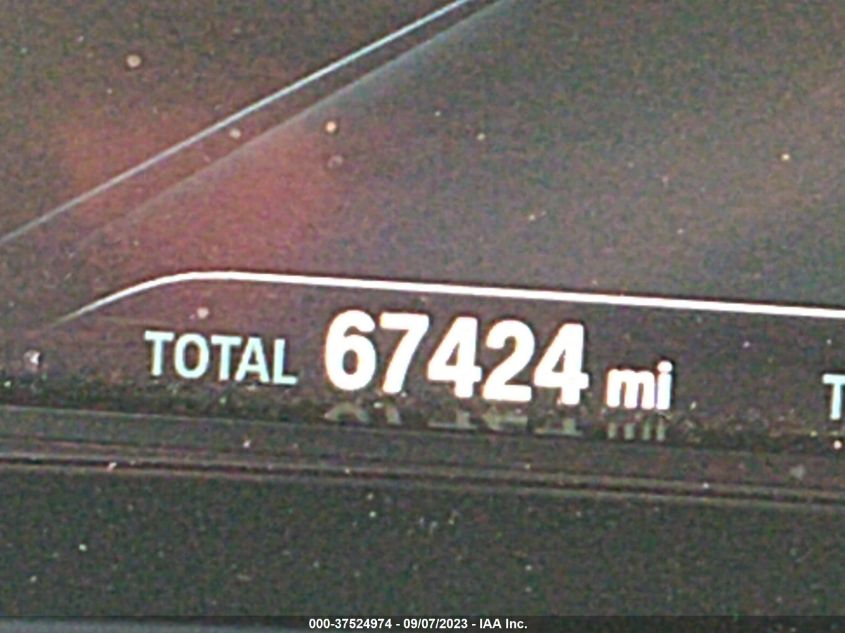 TOTAL 67424 mi
T
000-37524974 - 09/07/2023 - IAA Inc.